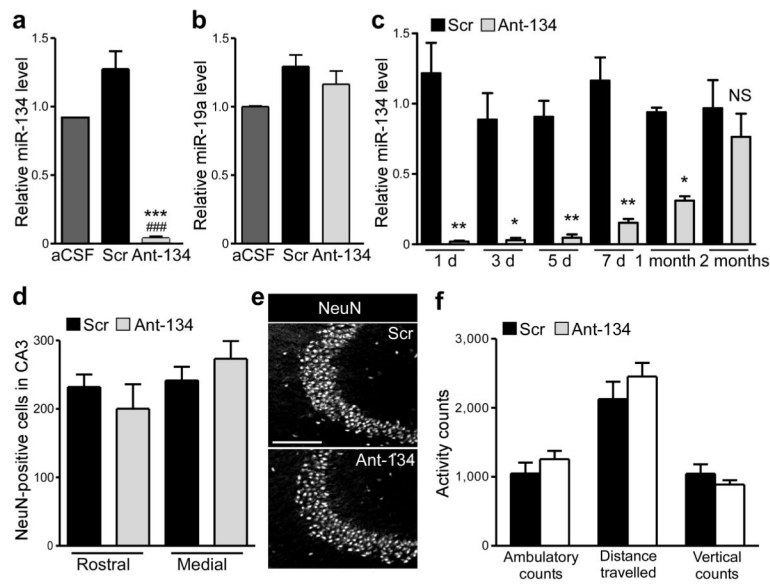 a
Relative miR-134 level
1.5
1.0
0.5
0
***
###
aCSF Scr Ant-134
b
Relative miR-19a level
1.5
1.0
0.5
0
aCSF Scr Ant-134
c
Scr Ant-134
Relative miR-134 level
1.5
1.0
0.5
0
** * ** ** * NS
1 d 3 d 5 d 7 d 1 month 2 months
d
Scr Ant-134
NeuN-positive cells in CA3
300
200
100
0
Rostral Medial
e
NeuN
Scr
Ant-134
f
Scr Ant-134
Activity counts
3,000
2,000
1,000
0
Ambulatory Distance Vertical
counts travelled counts